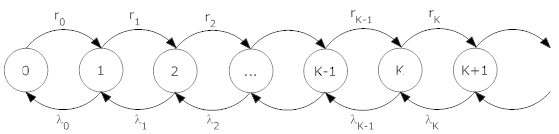 r0 r1 r2 rK-1 rK
0 1 2 ... K-1 K K+1
λ0 λ1 λ2 λK-1 λK